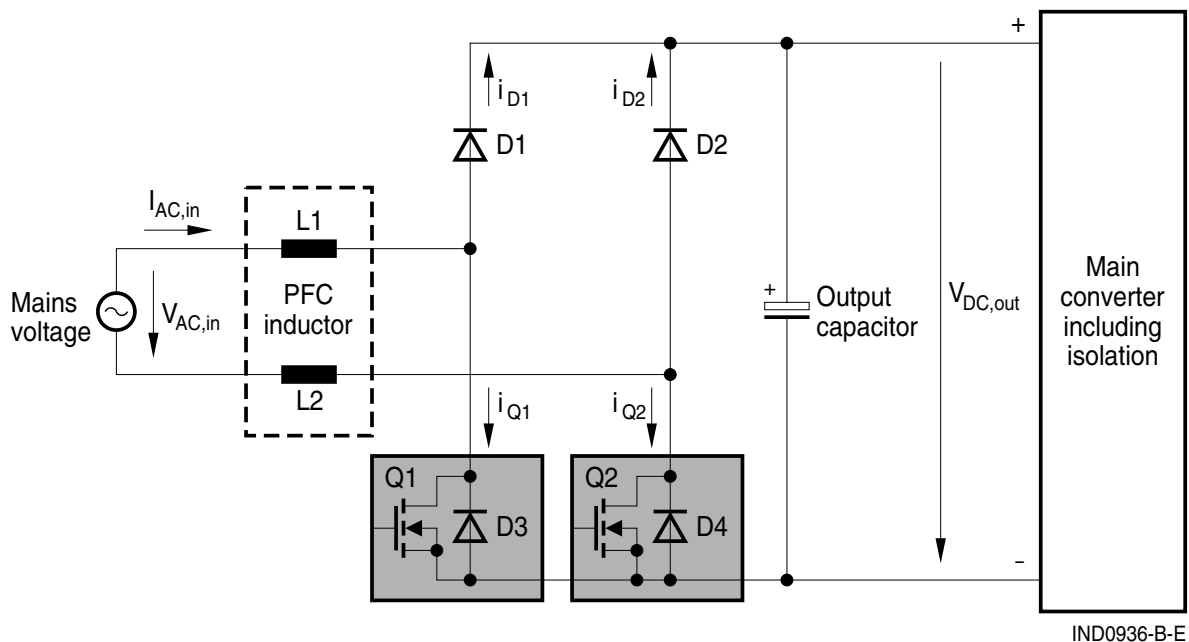 +
i D1
i D2
D1
D2
I AC,in
L1
Mains
voltage
V AC,in
PFC
inductor
+
Output
capacitor
V DC,out
Main
converter
including
isolation
L2
i Q1
i Q2
Q1
D3
Q2
D4
-
IND0936-B-E